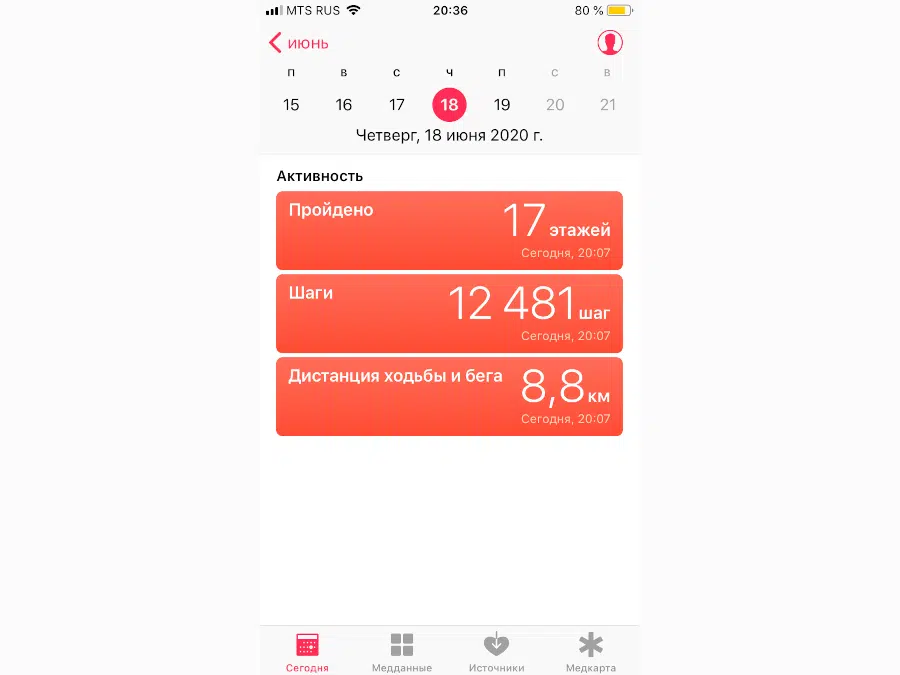 MTS RUS 20:36 80 %
июнь
п в с ч п с в
15 16 17 18 19 20 21
Четверг, 18 июня 2020 г.
Активность
Пройдено 17 этажей
Сегодня, 20:07
Шаги 12 481 шаг
Сегодня, 20:07
Дистанция ходьбы и бега 8,8 км
Сегодня, 20:07
Сегодня Медданные Источники Медкарта